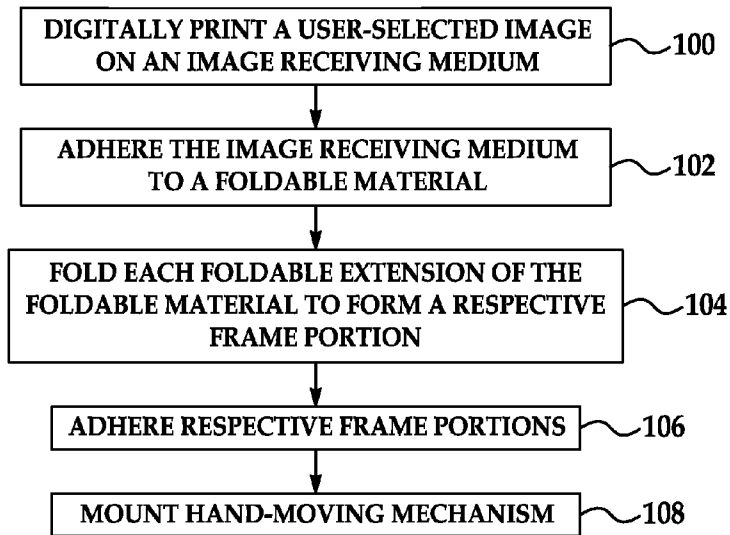 DIGITALLY PRINT A USER-SELECTED IMAGE
ON AN IMAGE RECEIVING MEDIUM
100
ADHERE THE IMAGE RECEIVING MEDIUM
TO A FOLDABLE MATERIAL
102
FOLD EACH FOLDABLE EXTENSION OF THE
FOLDABLE MATERIAL TO FORM A RESPECTIVE
FRAME PORTION
104
ADHERE RESPECTIVE FRAME PORTIONS
106
MOUNT HAND-MOVING MECHANISM
108